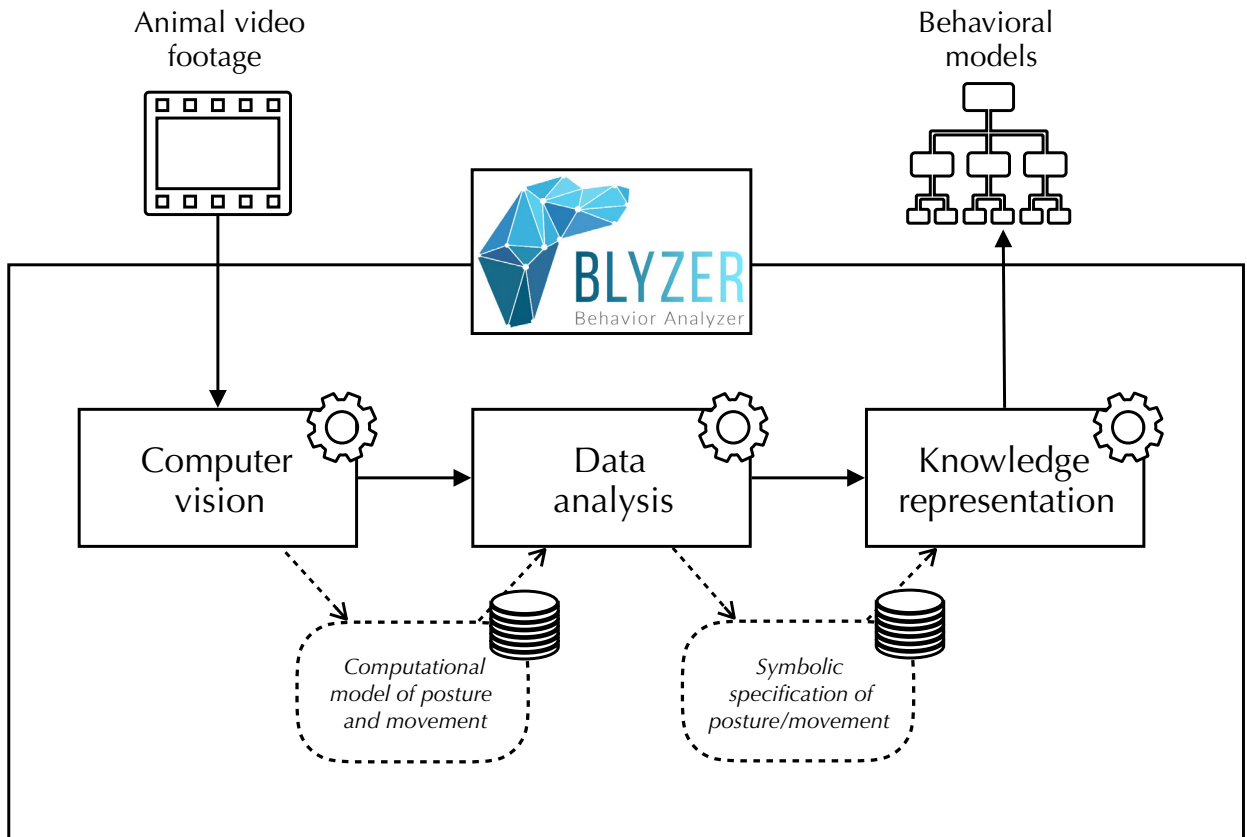 Animal video
footage
Behavioral
models
BLYZER
Behavior Analyzer
Computer
vision
Data
analysis
Knowledge
representation
Computational
model of posture
and movement
Symbolic
specification of
posture/movement